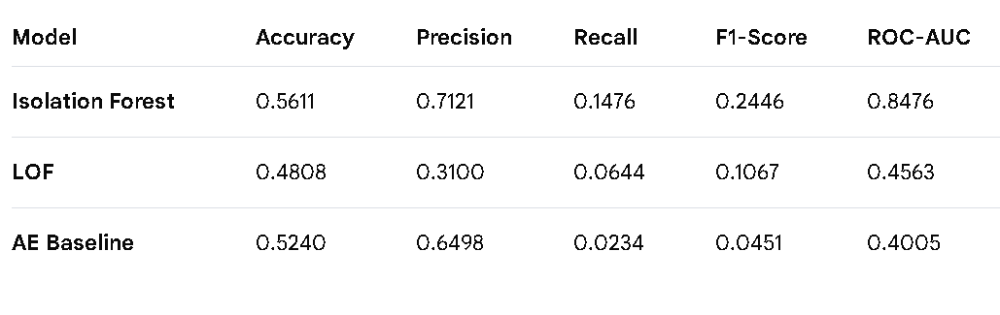 Model Accuracy Precision Recall F1-Score ROC-AUC
Isolation Forest 0.5611 0.7121 0.1476 0.2446 0.8476
LOF 0.4808 0.3100 0.0644 0.1067 0.4563
AE Baseline 0.5240 0.6498 0.0234 0.0451 0.4005